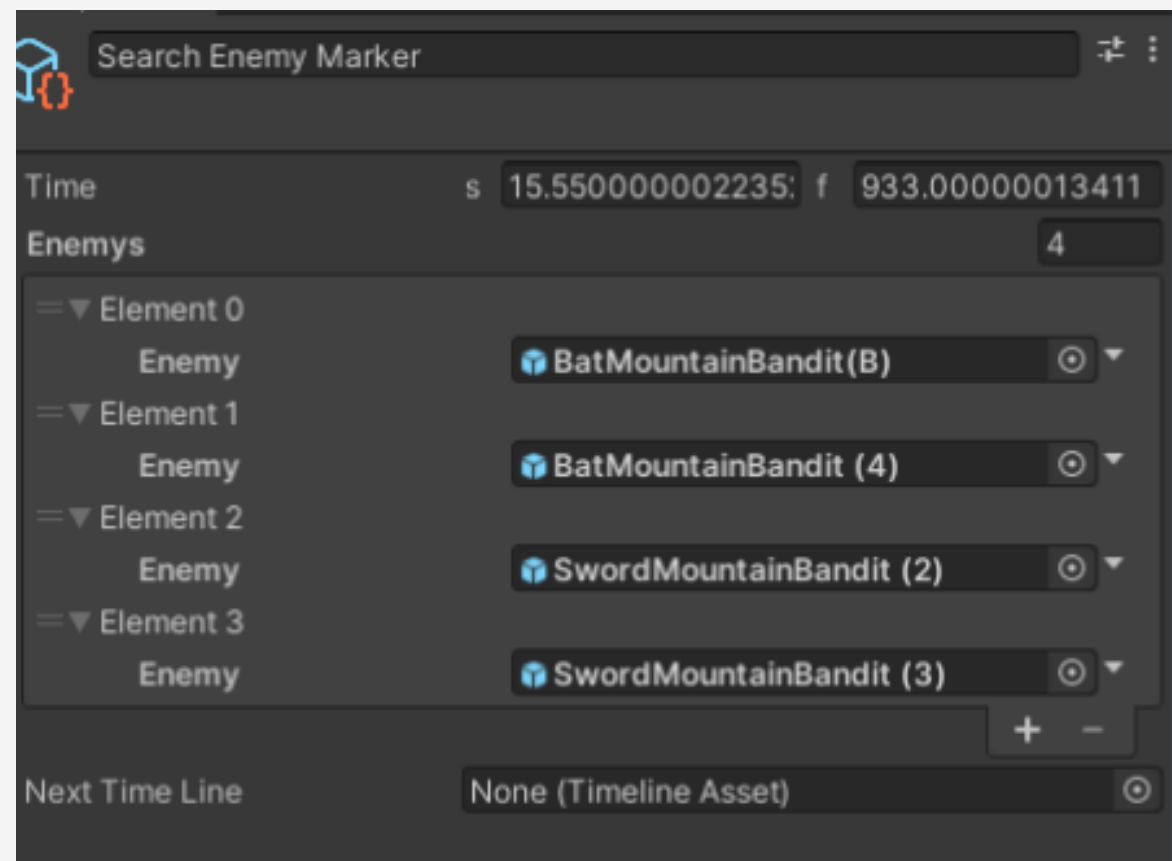 Search Enemy Marker
Time s 15.550000002235 f 933.00000013411
Enemys 4
Element 0
Enemy BatMountainBandit(B)
Element 1
Enemy BatMountainBandit (4)
Element 2
Enemy SwordMountainBandit (2)
Element 3
Enemy SwordMountainBandit (3)
+ −
Next Time Line None (Timeline Asset)